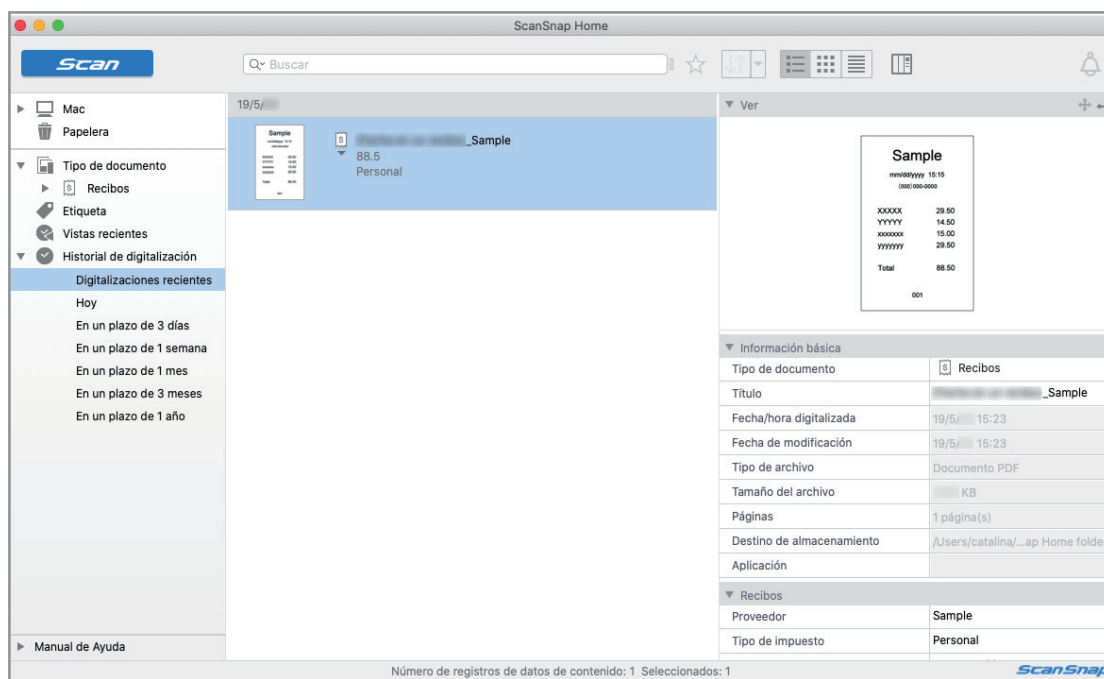 ScanSnap Home
Scan
Buscar
Mac
Papelera
Tipo de documento
Recibos
Etiqueta
Vistas recientes
Historial de digitalización
Digitalizaciones recientes
Hoy
En un plazo de 3 días
En un plazo de 1 semana
En un plazo de 1 mes
En un plazo de 3 meses
En un plazo de 1 año
Manual de Ayuda
19/5/
Sample
_Sample
88.5
Personal
Ver
Sample
mm/dd/yyyy 15:15
(000) 000-0000
XXXXX 29.50
YYYYY 14.50
xxxxxxx 15.00
yyyyyyy 29.50
Total 88.50
001
Información básica
Tipo de documento Recibos
Título _Sample
Fecha/hora digitalizada 19/5/ 15:23
Fecha de modificación 19/5/ 15:23
Tipo de archivo Documento PDF
Tamaño del archivo KB
Páginas 1 página(s)
Destino de almacenamiento /Users/catalina/...ap Home folde
Aplicación
Recibos
Proveedor Sample
Tipo de impuesto Personal
Número de registros de datos de contenido: 1 Seleccionados: 1
ScanSnap